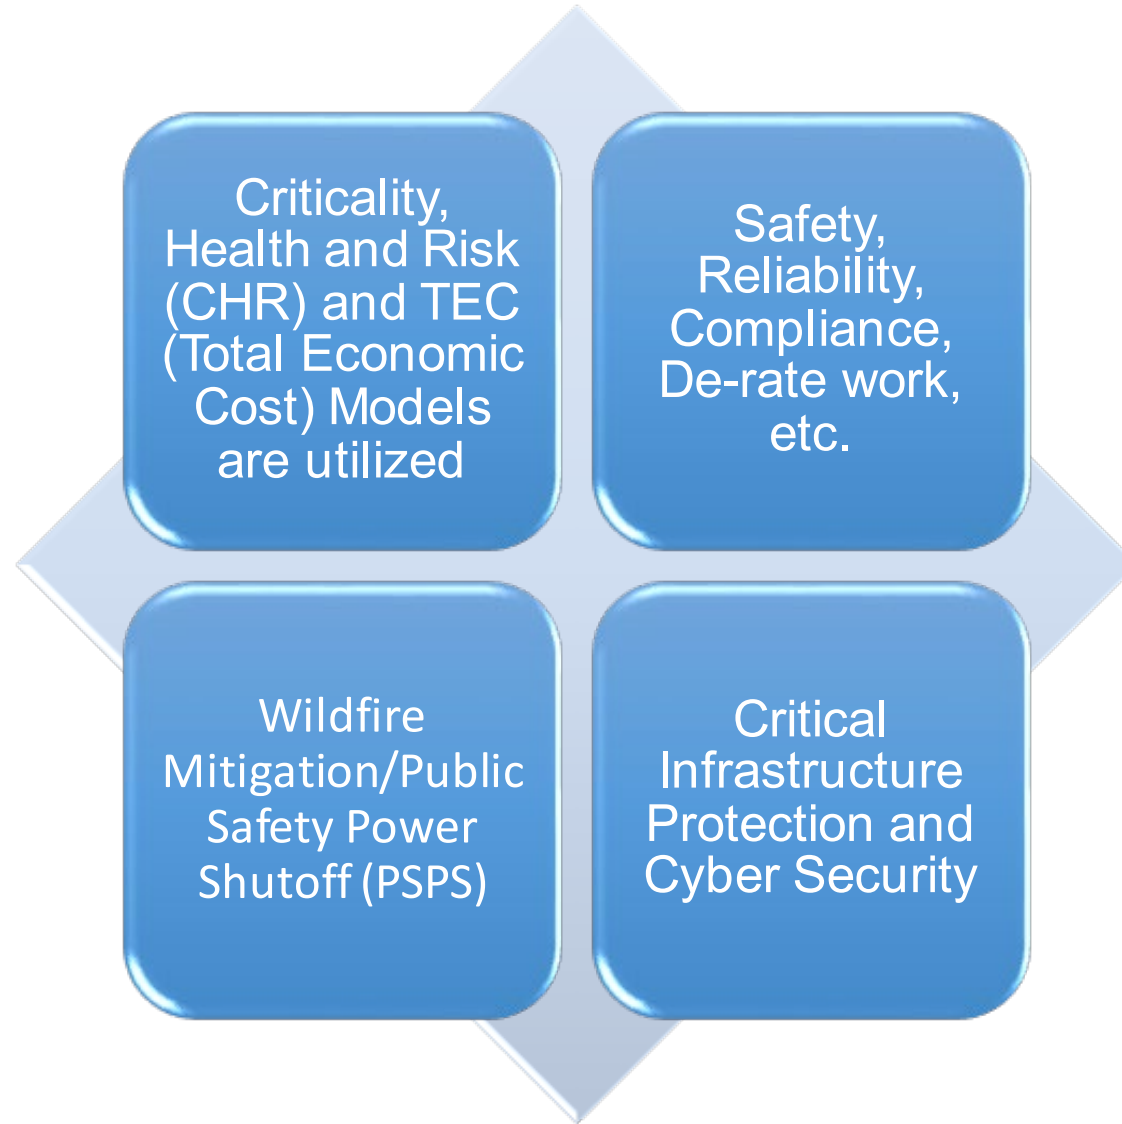 Criticality,
Health and Risk
(CHR) and TEC
(Total Economic
Cost) Models
are utilized
Safety,
Reliability,
Compliance,
De-rate work,
etc.
Wildfire
Mitigation/Public
Safety Power
Shutoff (PSPS)
Critical
Infrastructure
Protection and
Cyber Security